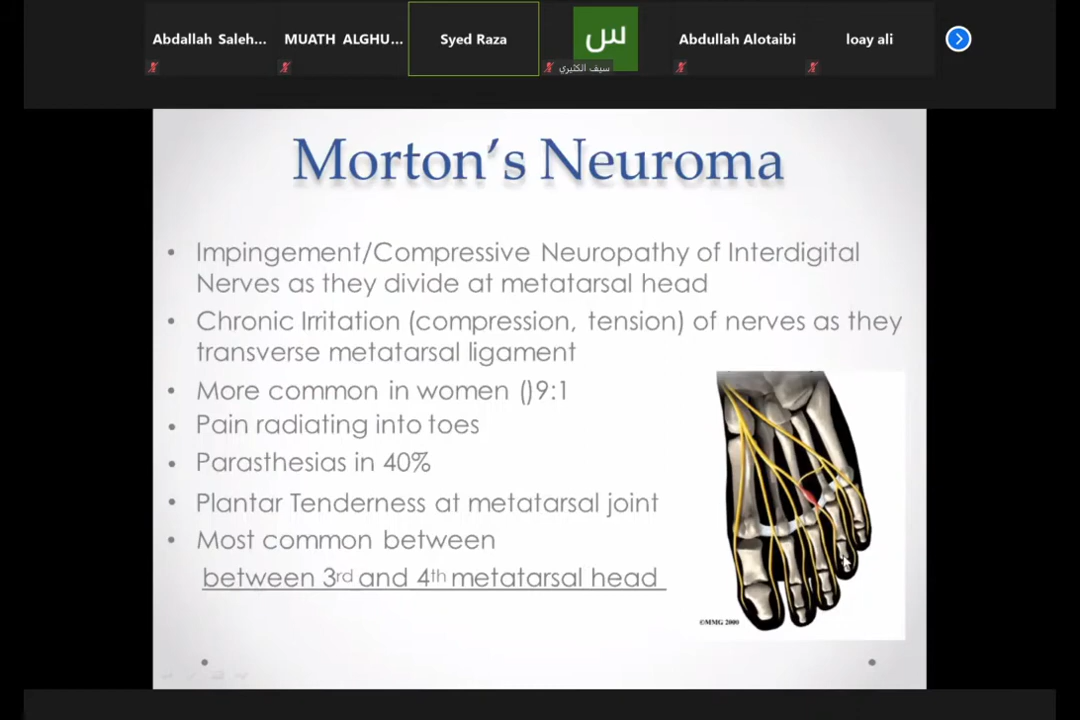 Abdallah Saleh...
MUATH ALGHU...
Syed Raza
س
سيف الكثيري
Abdullah Alotaibi
loay ali
Morton's Neuroma
• Impingement/Compressive Neuropathy of Interdigital
Nerves as they divide at metatarsal head
• Chronic Irritation (compression, tension) of nerves as they
transverse metatarsal ligament
• More common in women ()9:1
• Pain radiating into toes
• Parasthesias in 40%
• Plantar Tenderness at metatarsal joint
• Most common between
between 3rd and 4th metatarsal head
©MMG 2000